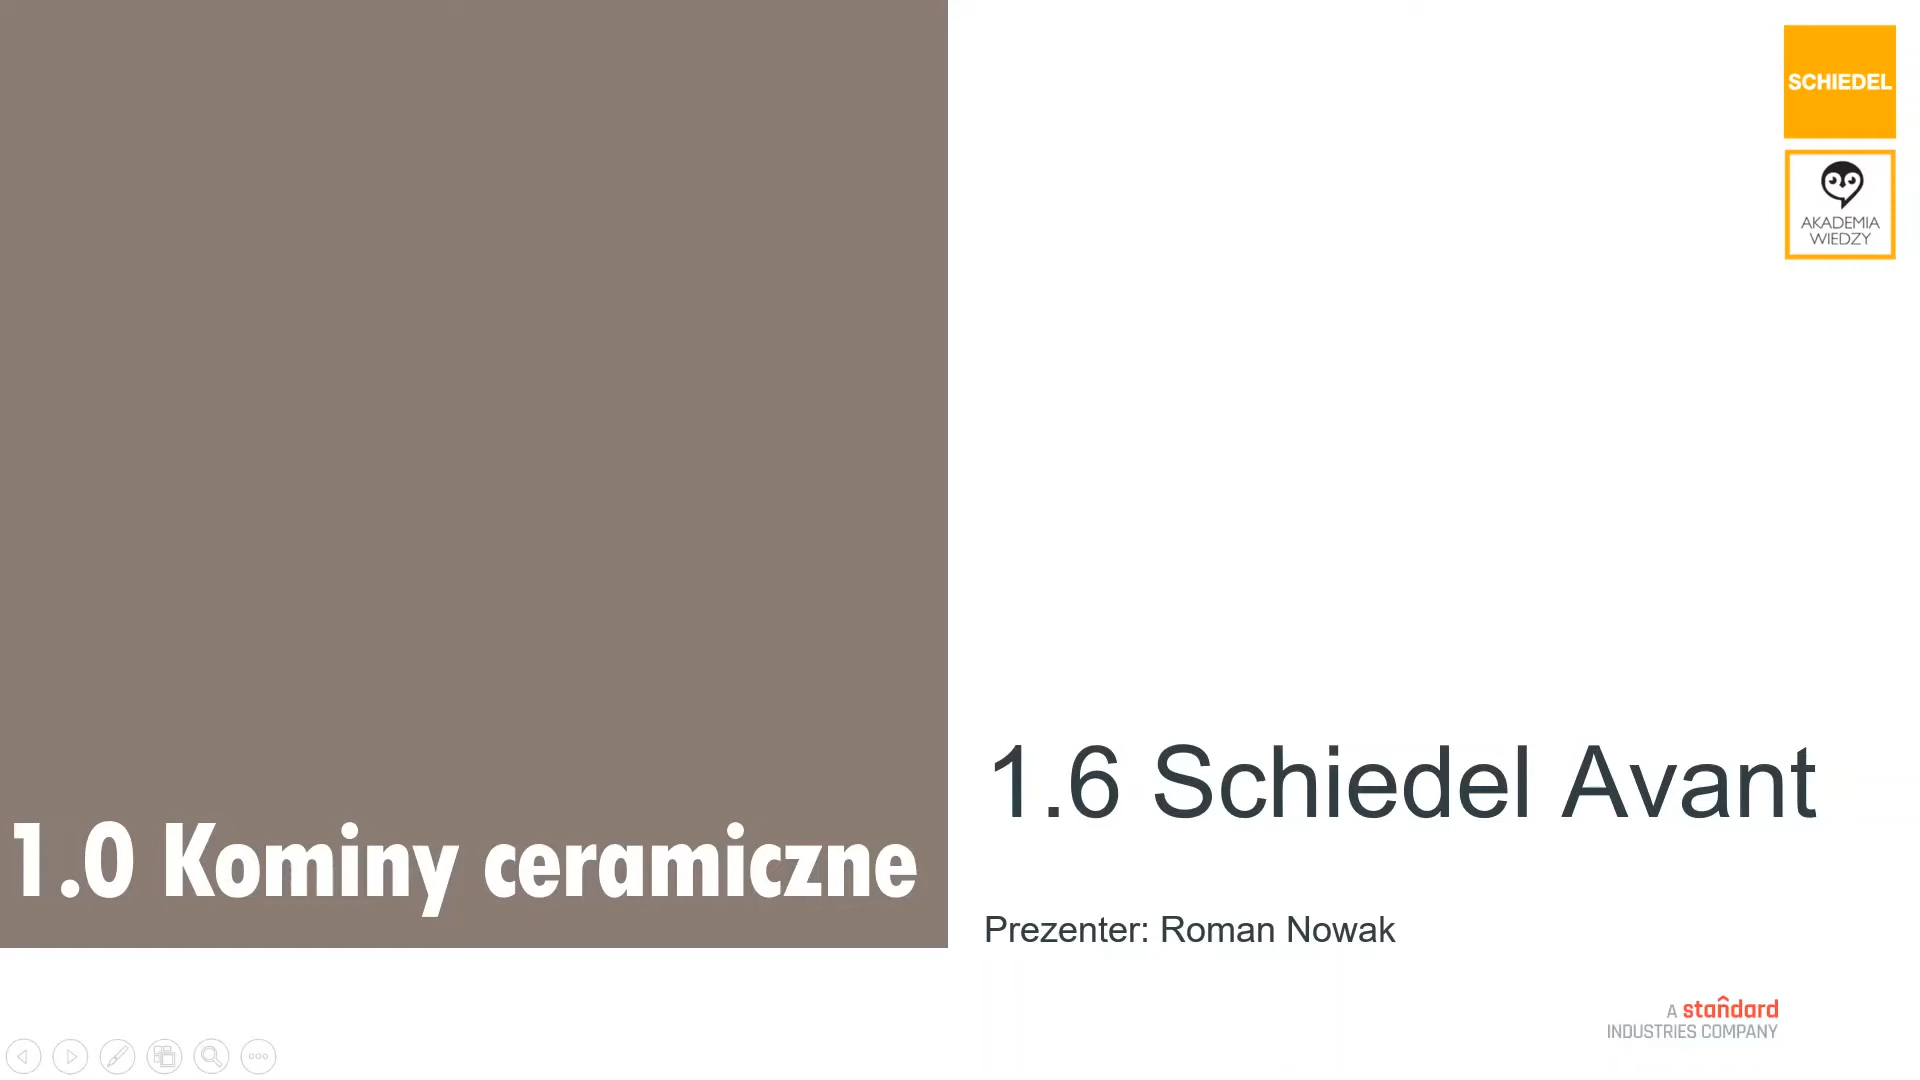 SCHIEDEL
AKADEMIA
WIEDZY
1.0 Kominy ceramiczne
1.6 Schiedel Avant
Prezenter: Roman Nowak
A standard
INDUSTRIES COMPANY